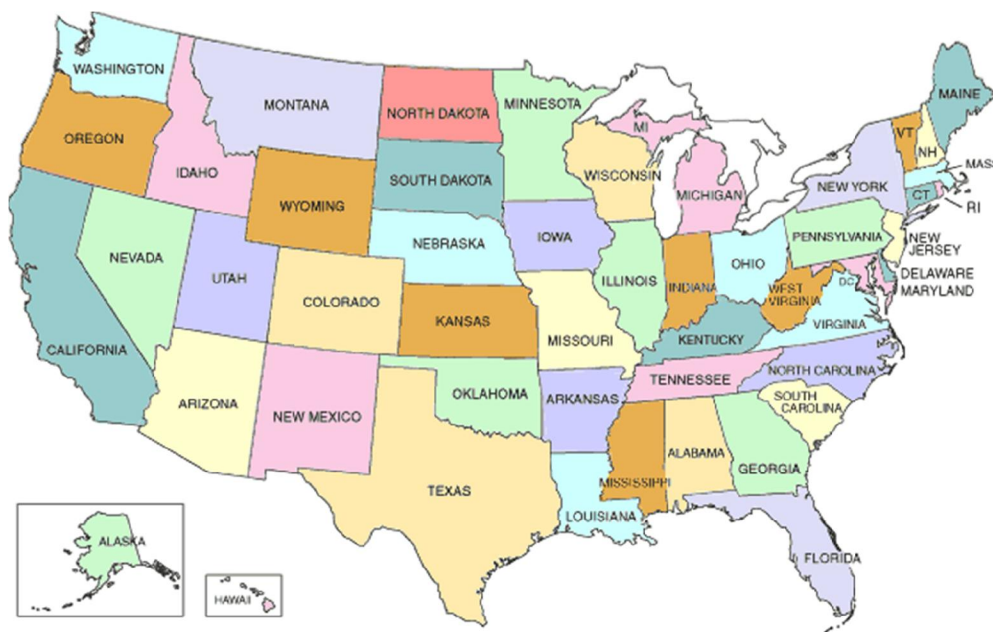 WASHINGTON
MONTANA
NORTH DAKOTA
MINNESOTA
MAINE
OREGON
IDAHO
SOUTH DAKOTA
WISCONSIN
MI
MICHIGAN
VT
NH
MASS
NEW YORK
CT
RI
WYOMING
NEBRASKA
IOWA
PENNSYLVANIA
NEW
JERSEY
NEVADA
UTAH
COLORADO
ILLINOIS
INDIANA
OHIO
WEST
VIRGINIA
DC
DELAWARE
MARYLAND
CALIFORNIA
KANSAS
MISSOURI
KENTUCKY
VIRGINIA
ARIZONA
NEW MEXICO
OKLAHOMA
ARKANSAS
TENNESSEE
NORTH CAROLINA
SOUTH
CAROLINA
TEXAS
LOUISIANA
MISSISSIPPI
ALABAMA
GEORGIA
FLORIDA
ALASKA
HAWAII